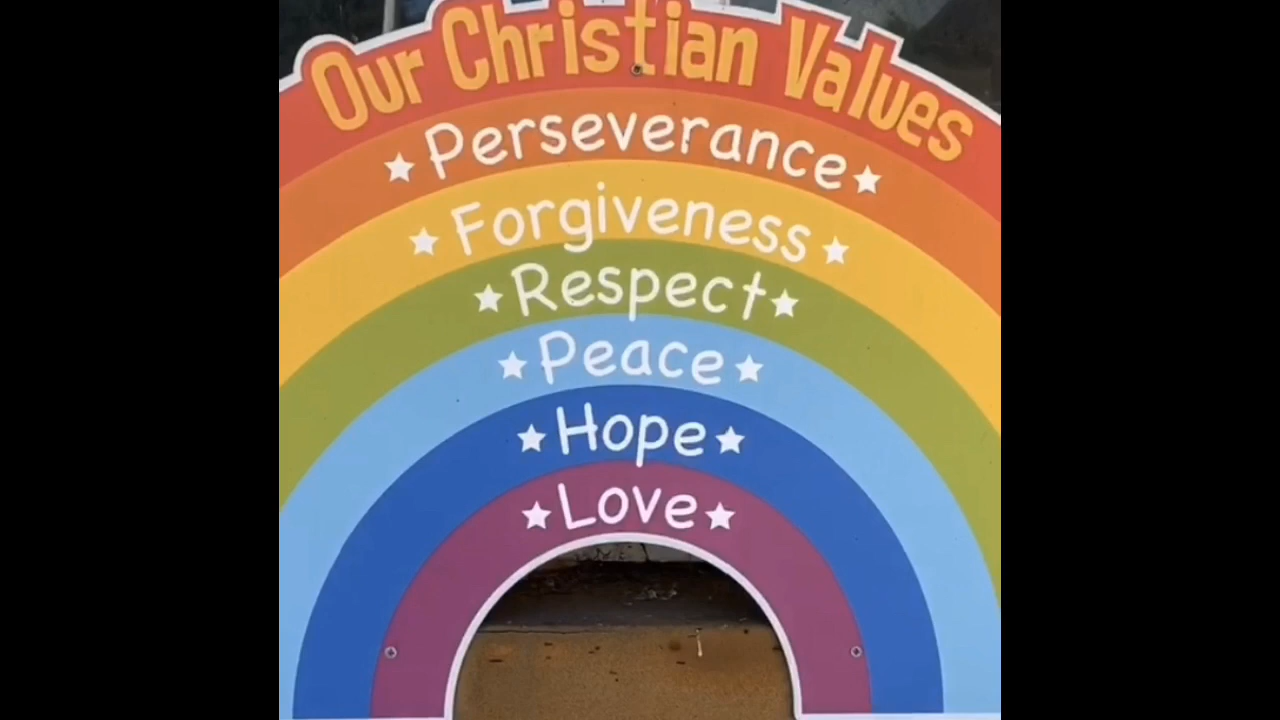 Our Christian Values
Perseverance
Forgiveness
Respect
Peace
Hope
Love